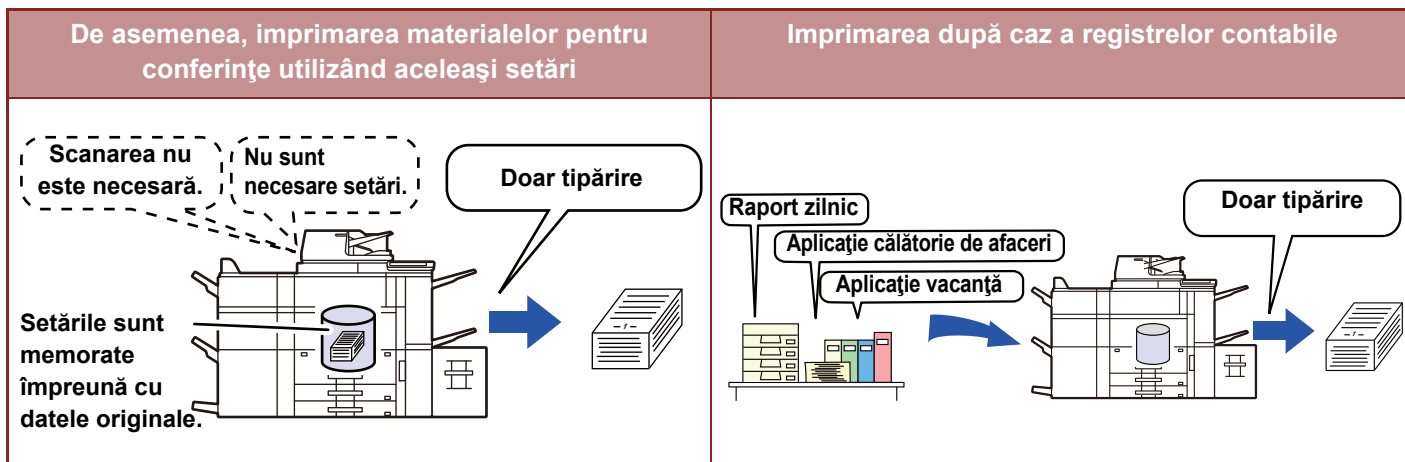 De asemenea, imprimarea materialelor pentru
conferinţe utilizând aceleaşi setări
Scanarea nu
este necesară.
Nu sunt
necesare setări.
Doar tipărire
Setările sunt
memorate
împreună cu
datele originale.
-1-
Imprimarea după caz a registrelor contabile
Raport zilnic
Aplicaţie călătorie de afaceri
Aplicaţie vacanţă
Doar tipărire
-1-